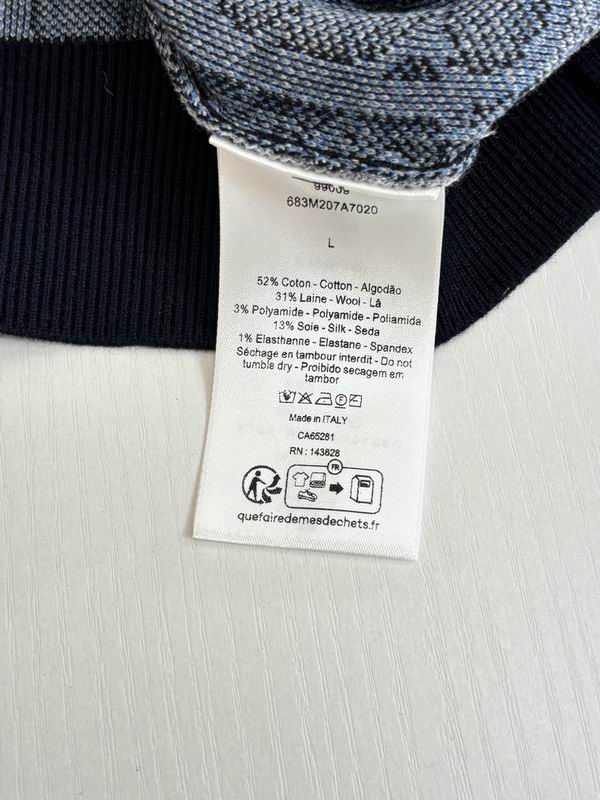 99009
683M207A7020
L
52% Coton - Cotton - Algodão
31% Laine - Wool - Lã
3% Polyamide - Polyamide - Poliamida
13% Soie - Silk - Seda
1% Elasthanne - Elastane - Spandex
Séchage en tambour interdit - Do not
tumble dry - Proibido secagem em
tambor
Made in ITALY
CA65281
RN : 143828
FR
quefairedemesdechets.fr